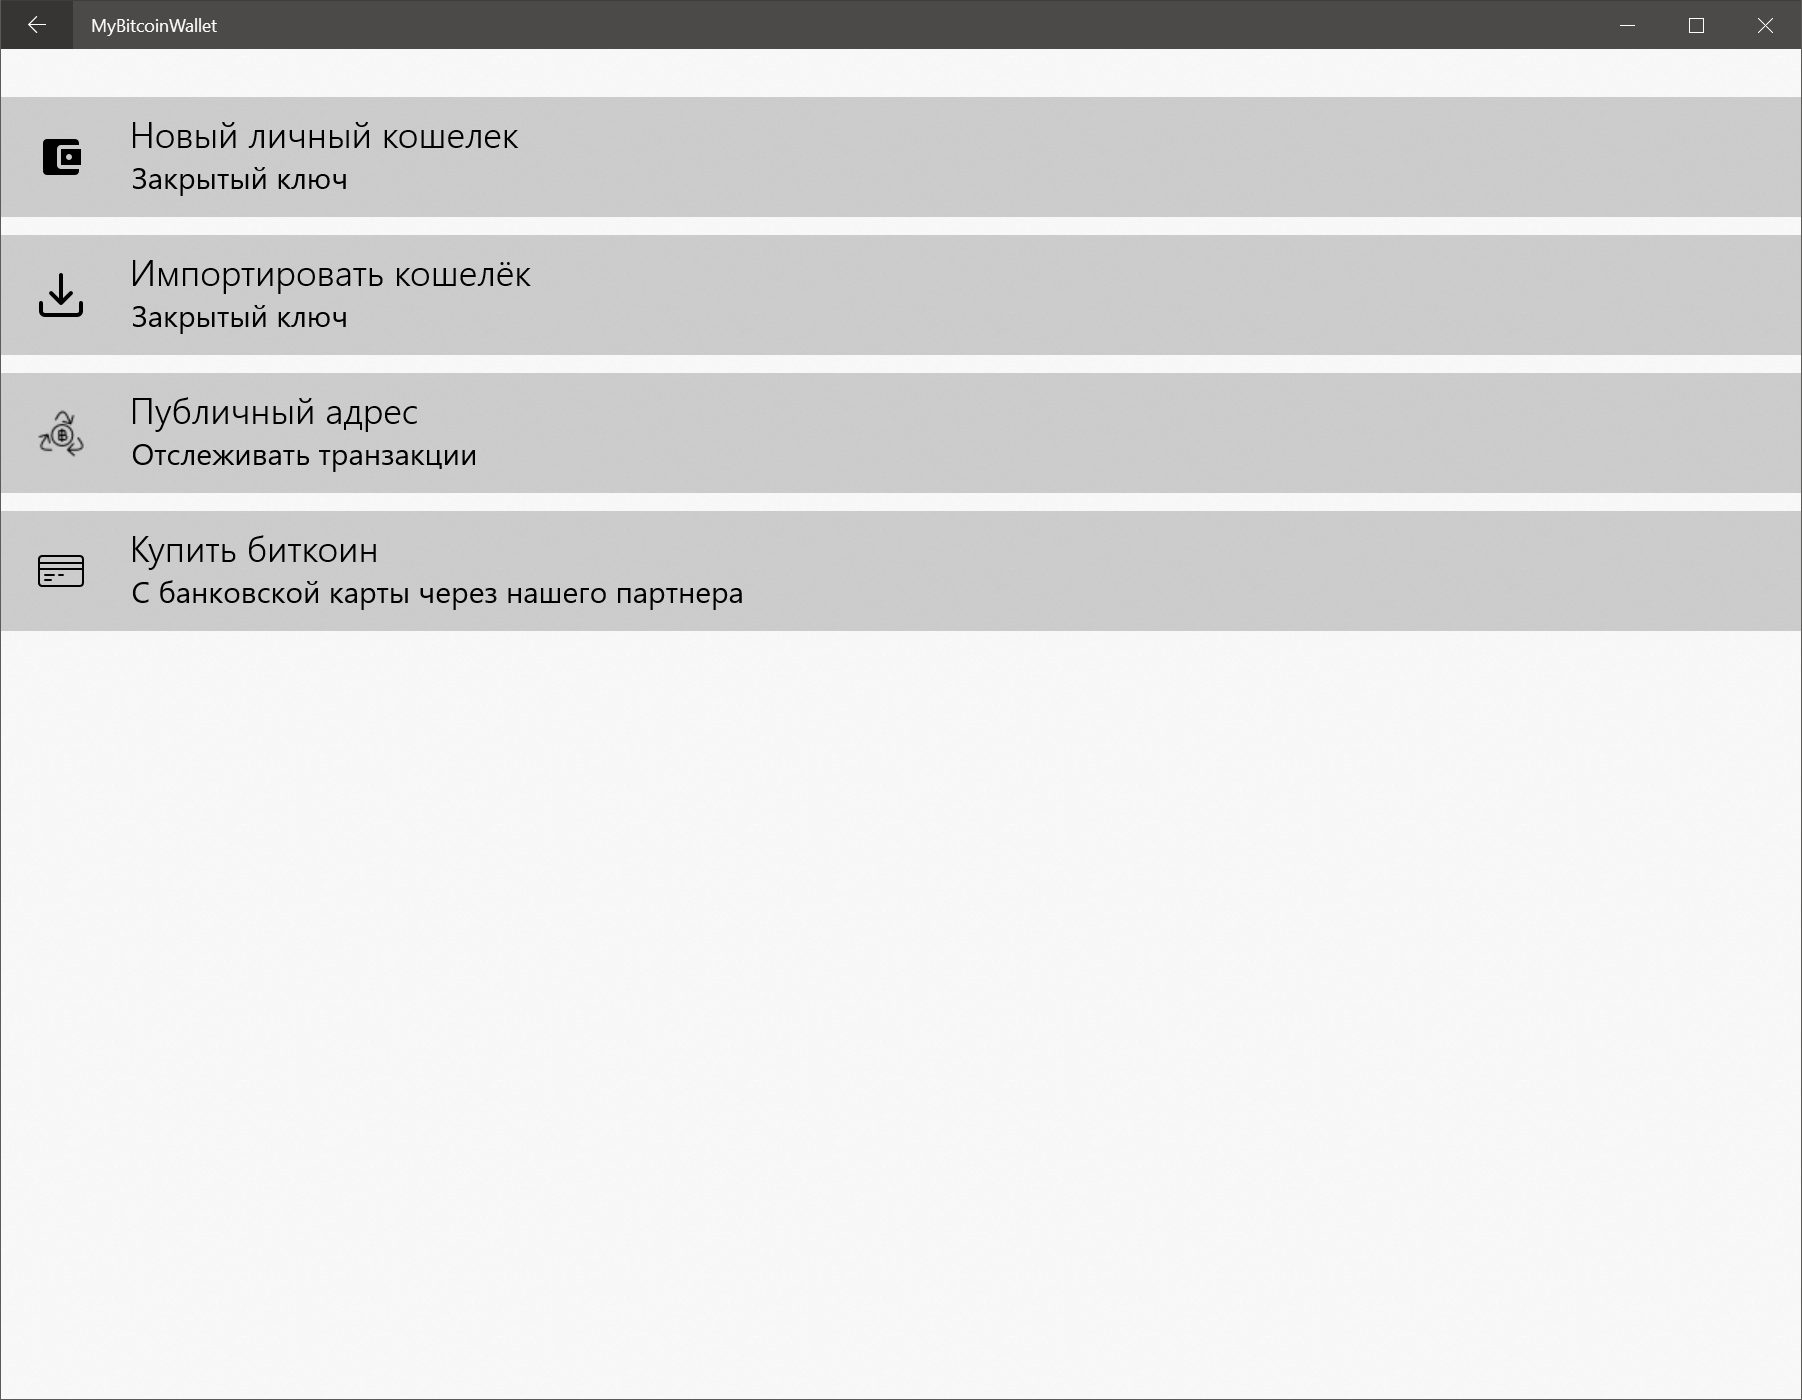 MyBitcoinWallet
Новый личный кошелек
Закрытый ключ
Импортировать кошелёк
Закрытый ключ
Публичный адрес
Отслеживать транзакции
Купить биткоин
С банковской карты через нашего партнера